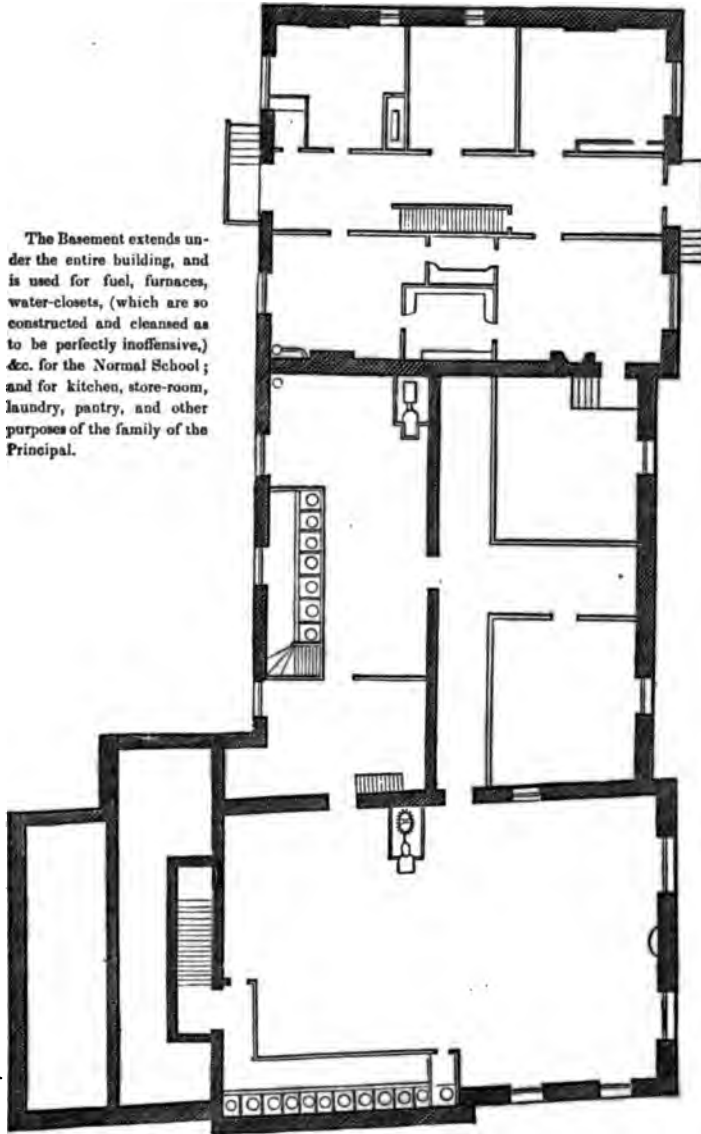 The Basement extends un-
der the entire building, and
is used for fuel, furnaces,
water-closets, (which are so
constructed and cleansed as
to be perfectly inoffensive,)
&c. for the Normal School;
and for kitchen, store-room,
laundry, pantry, and other
purposes of the family of the
Principal.